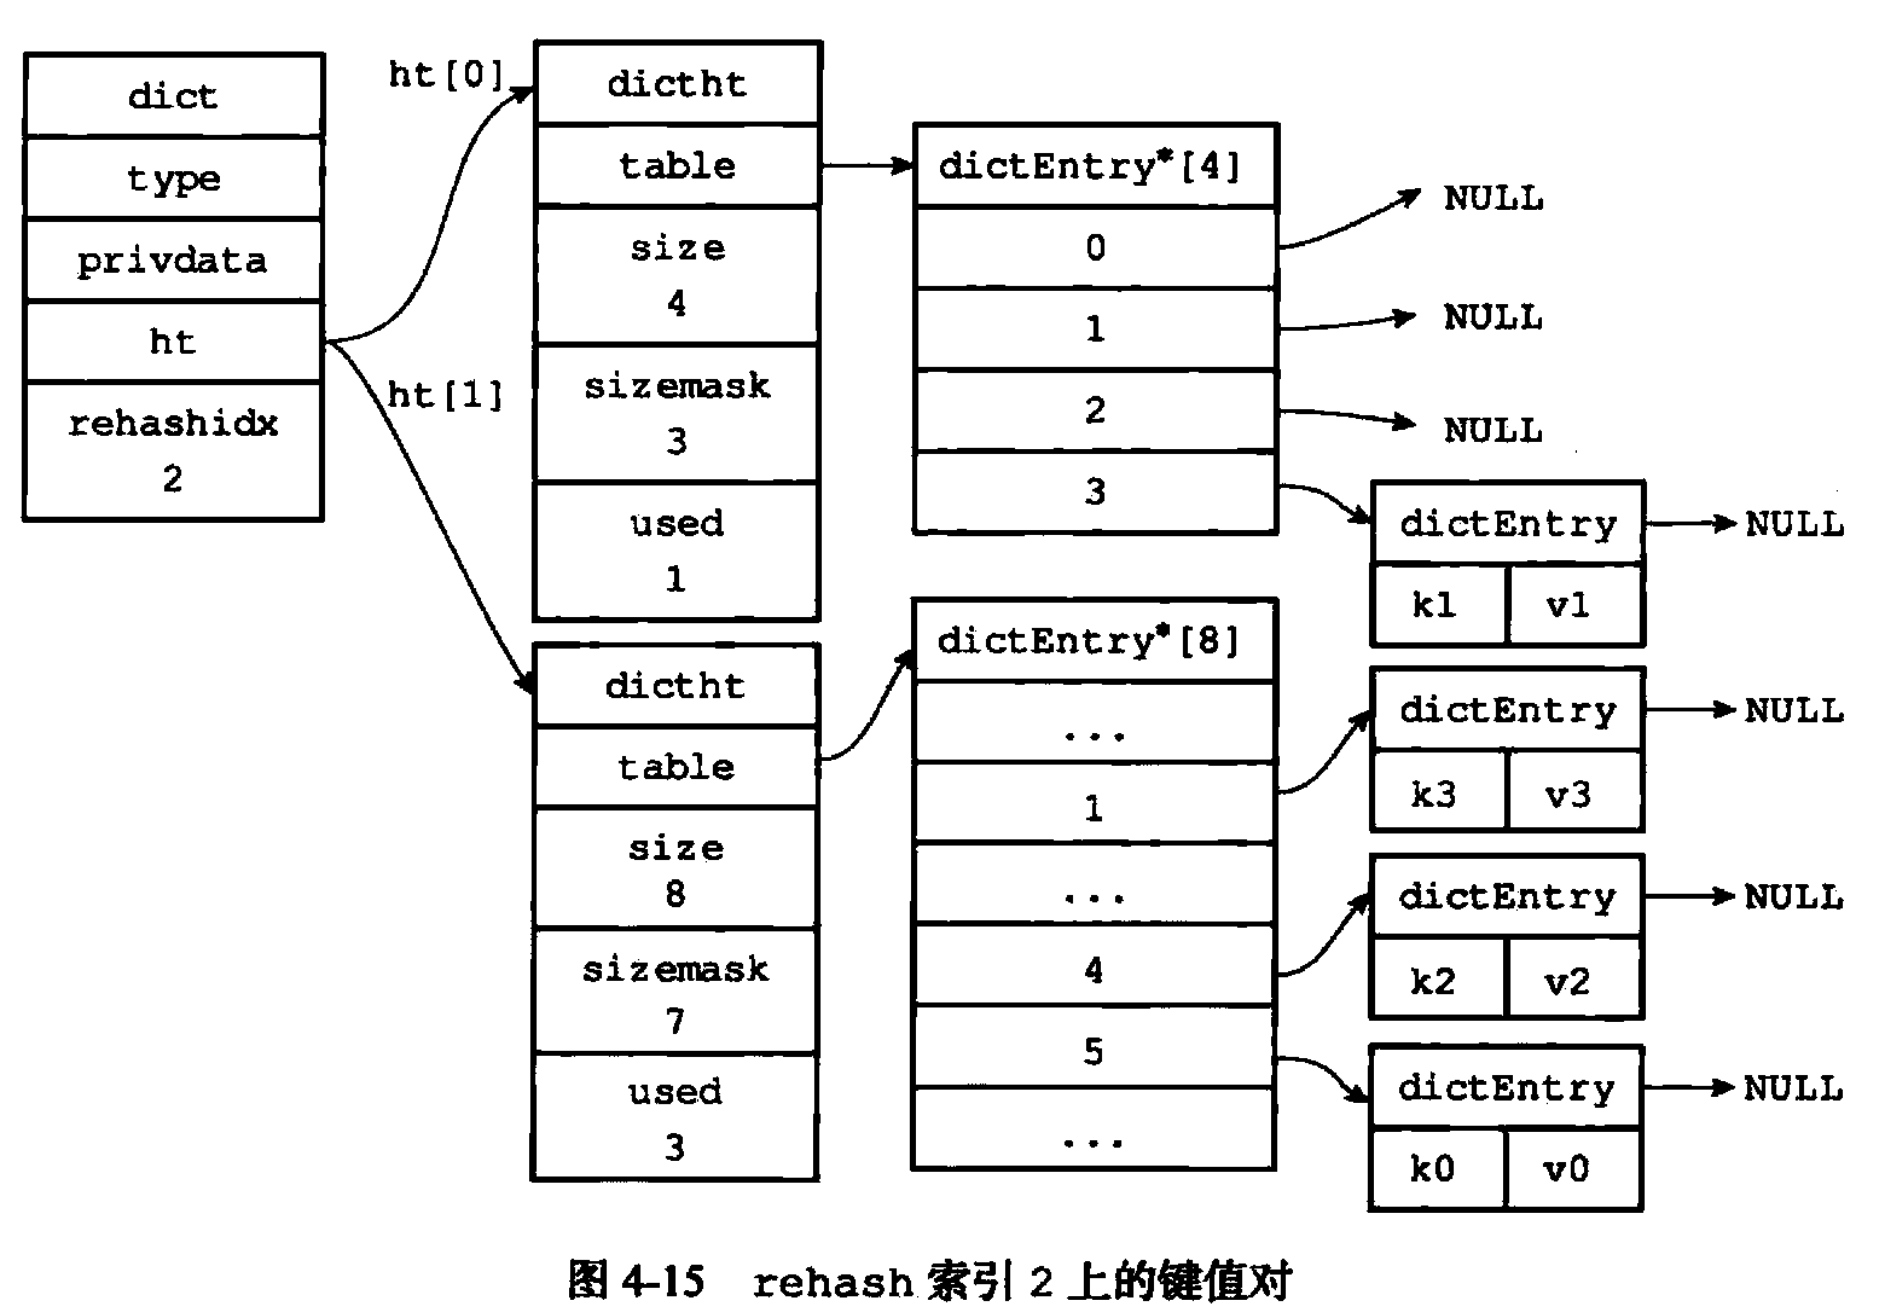 dict
type
privdata
ht
rehashidx
2
ht[0]
ht[1]
dictht
table
size
4
sizemask
3
used
1
dictht
table
size
8
sizemask
7
used
3
dictEntry*[4]
0
1
2
3
NULL
NULL
NULL
dictEntry
k1 v1
NULL
dictEntry*[8]
...
1
...
4
5
...
dictEntry
k3 v3
NULL
dictEntry
k2 v2
NULL
dictEntry
k0 v0
NULL
图 4-15 rehash 索引 2 上的键值对